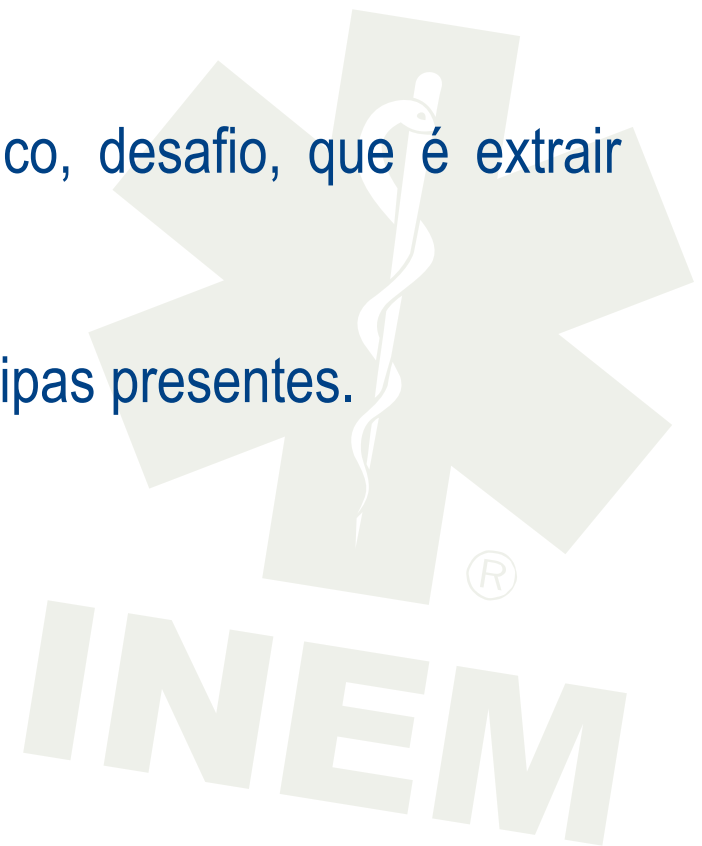 co, desafio, que é extrair
ipas presentes.
®
INEM